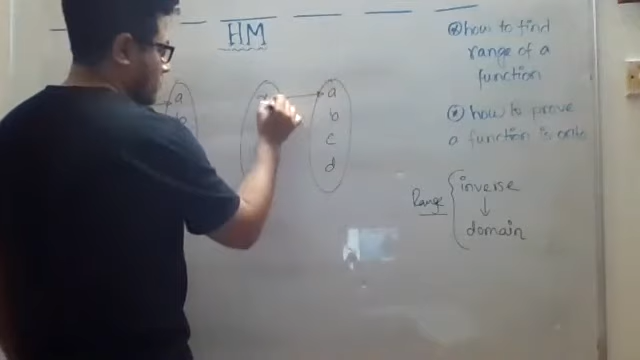 HM
* how to find
range of a
function
* how to prove
a function is onto
Range { inverse
↓
domain
a
b
a
b
c
d